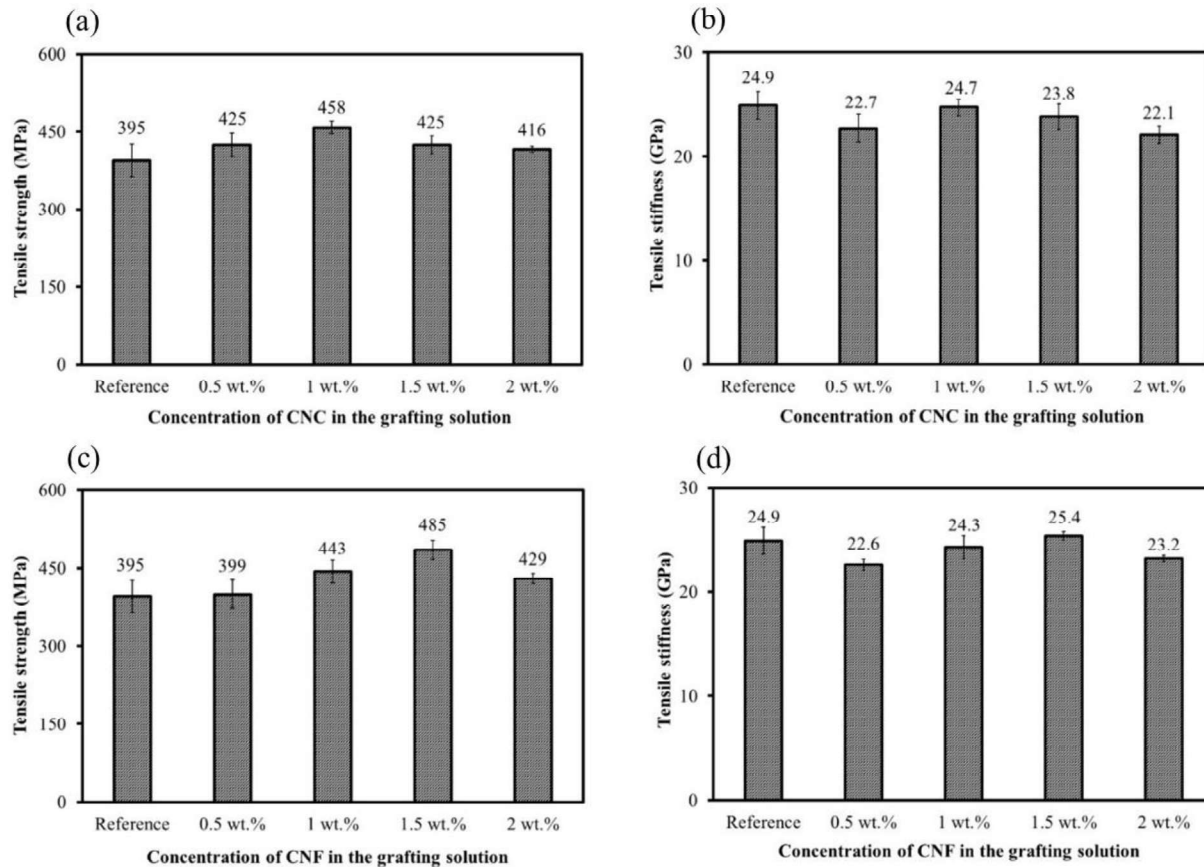 (a)
600
450
300
150
0
Tensile strength (MPa)
395
425
458
425
416
Reference 0.5 wt.% 1 wt.% 1.5 wt.% 2 wt.%
Concentration of CNC in the grafting solution
(b)
30
20
10
0
Tensile stiffness (GPa)
24.9
22.7
24.7
23.8
22.1
Reference 0.5 wt.% 1 wt.% 1.5 wt.% 2 wt.%
Concentration of CNC in the grafting solution
(c)
600
450
300
150
0
Tensile strength (MPa)
395
399
443
485
429
Reference 0.5 wt.% 1 wt.% 1.5 wt.% 2 wt.%
Concentration of CNF in the grafting solution
(d)
30
20
10
0
Tensile stiffness (GPa)
24.9
22.6
24.3
25.4
23.2
Reference 0.5 wt.% 1 wt.% 1.5 wt.% 2 wt.%
Concentration of CNF in the grafting solution